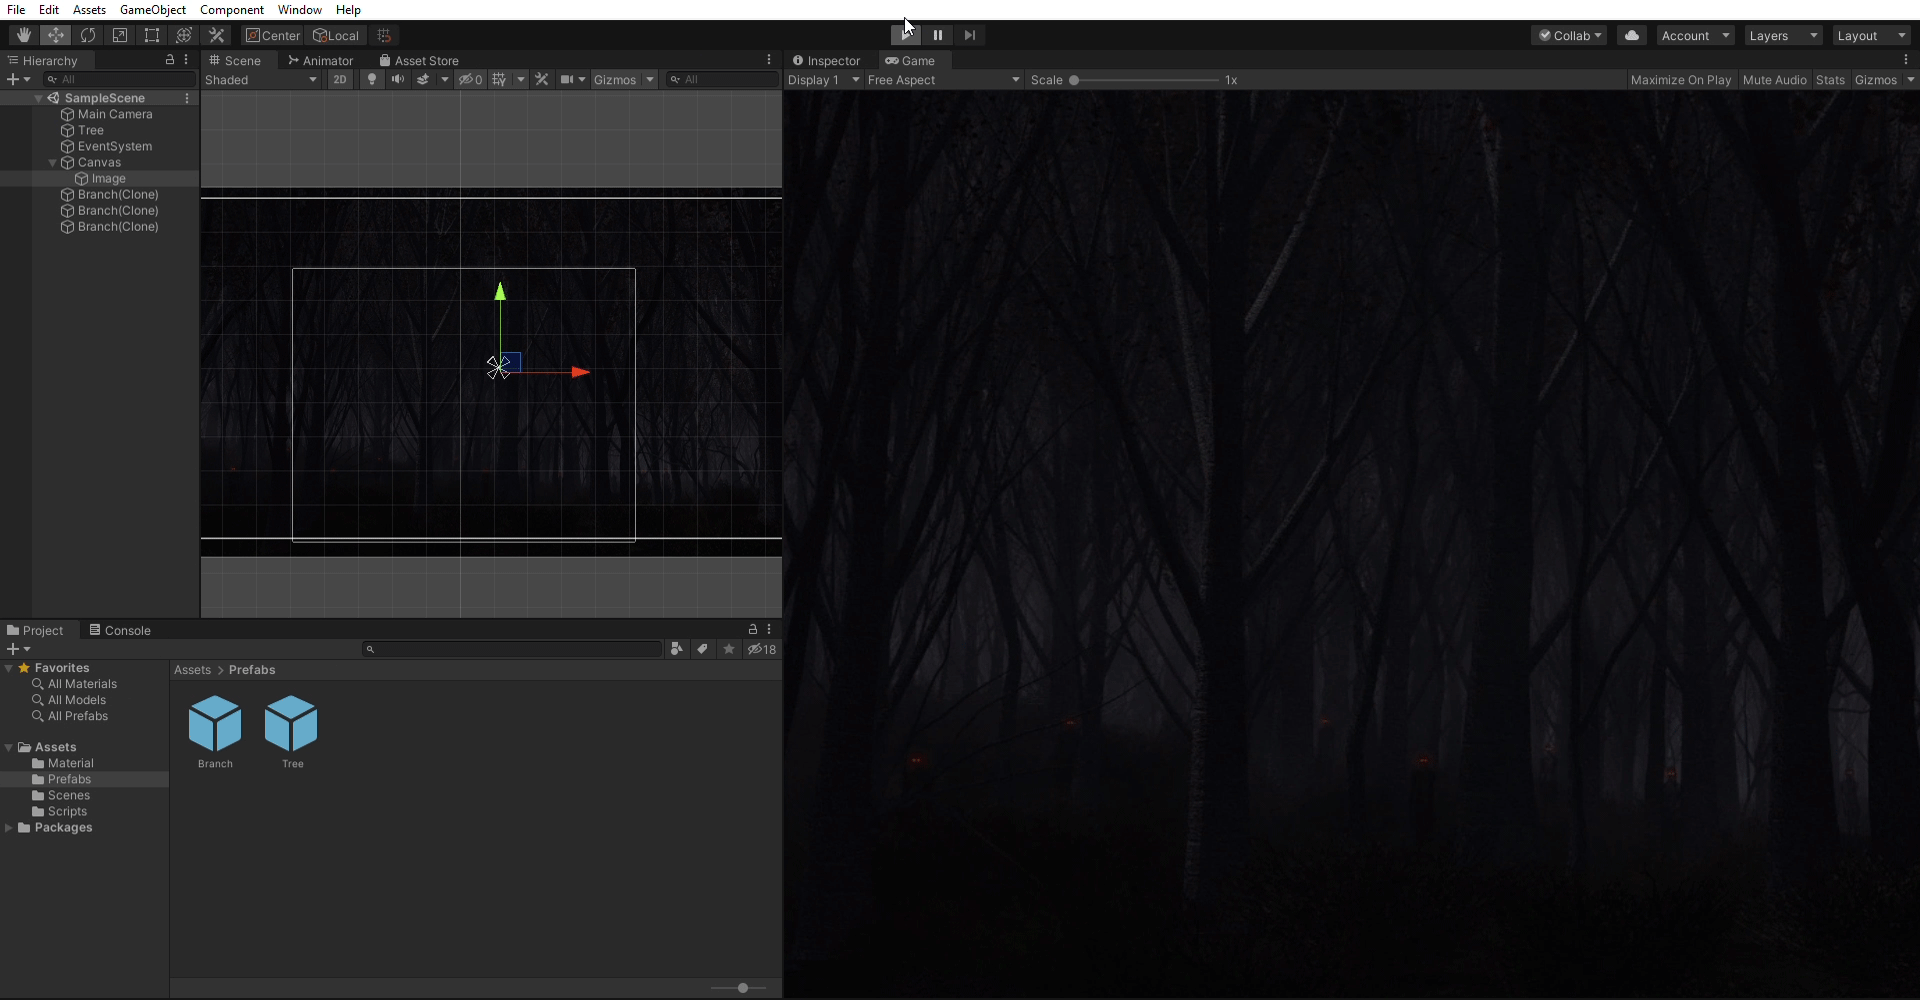 File Edit Assets GameObject Component Window Help
Center Local Collab Account Layers Layout
Hierarchy
All
SampleScene
Main Camera
Tree
EventSystem
Canvas
Image
Branch(Clone)
Branch(Clone)
Branch(Clone)
Scene Animator Asset Store
Shaded 2D 0 Gizmos All
Inspector Game
Display 1 Free Aspect Scale 1x Maximize On Play Mute Audio Stats Gizmos
Project Console
18
Favorites
All Materials
All Models
All Prefabs
Assets
Material
Prefabs
Scenes
Scripts
Packages
Assets > Prefabs
Branch Tree